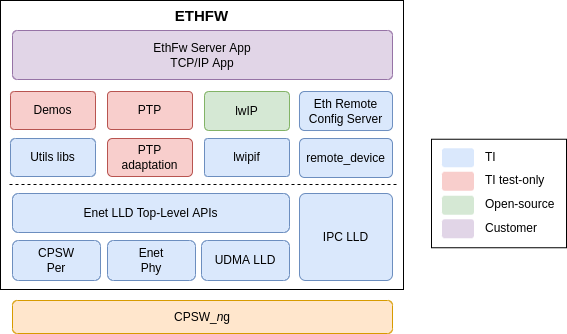 ETHFW
EthFw Server App
TCP/IP App
Demos
PTP
lwIP
Eth Remote
Config Server
Utils libs
PTP
adaptation
lwipif
remote_device
Enet LLD Top-Level APIs
IPC LLD
CPSW
Per
Enet
Phy
UDMA LLD
CPSW_ng
TI
TI test-only
Open-source
Customer